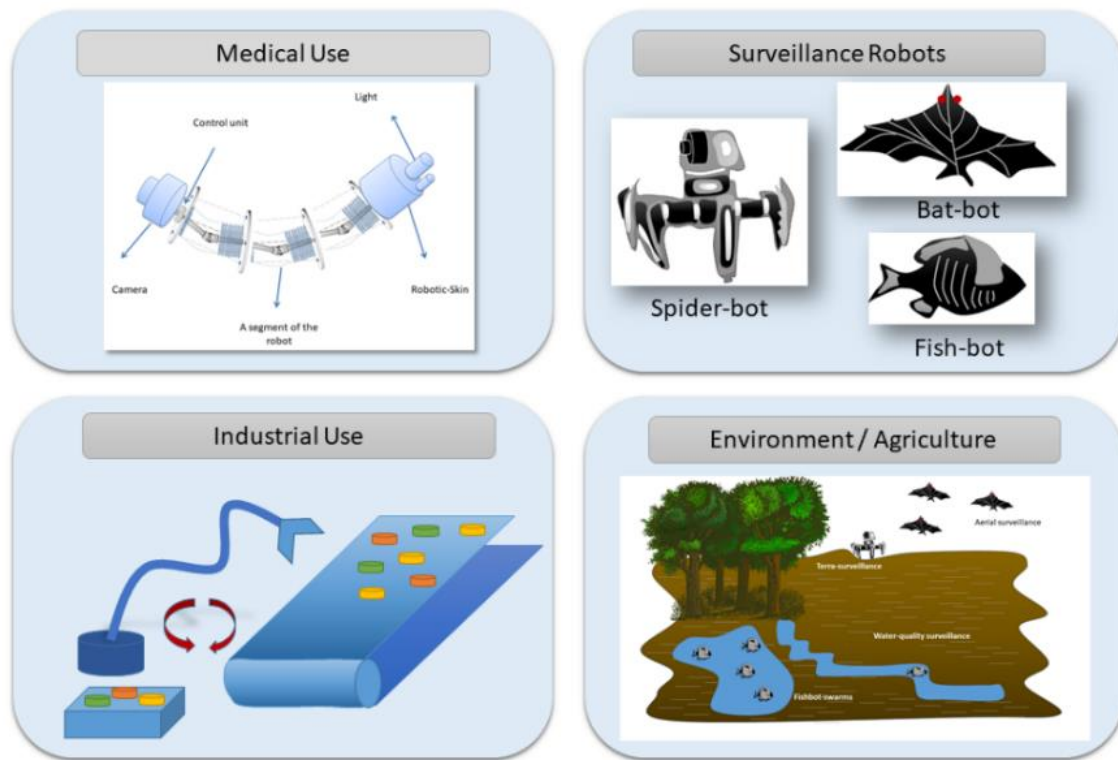 Medical Use
Light
Control unit
Camera
Robotic-Skin
A segment of the
robot
Surveillance Robots
Spider-bot
Bat-bot
Fish-bot
Industrial Use
Environment / Agriculture
Aerial surveillance
Terra-surveillance
Water-quality surveillance
Fishbot-swarms